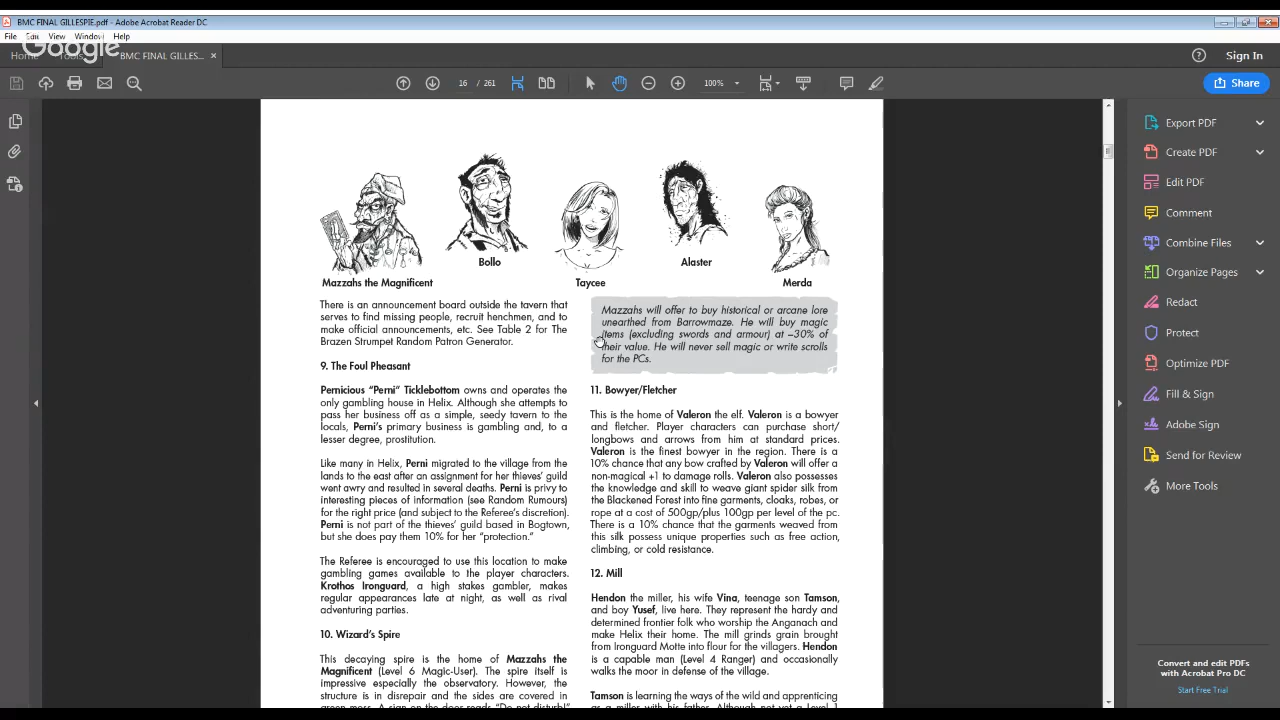 BMC FINAL GILLESPIE.pdf - Adobe Acrobat Reader DC
File Edit View Window Help
Google
Home Tools BMC FINAL GILLES... Sign In
16 / 261 100% Share
Export PDF
Create PDF
Edit PDF
Comment
Combine Files
Organize Pages
Redact
Protect
Optimize PDF
Fill & Sign
Adobe Sign
Send for Review
More Tools
Convert and edit PDFs
with Acrobat Pro DC
Start Free Trial
Mazzahs the Magnificent
Bollo
Taycee
Alaster
Merda
There is an announcement board outside the tavern that
serves to find missing people, recruit henchmen, and to
make official announcements, etc. See Table 2 for The
Brazen Strumpet Random Patron Generator.
9. The Foul Pheasant
Pernicious “Perni” Ticklebottom owns and operates the
only gambling house in Helix. Although she attempts to
pass her business off as a simple, seedy tavern to the
locals, Perni’s primary business is gambling and, to a
lesser degree, prostitution.
Like many in Helix, Perni migrated to the village from the
lands to the east after an assignment for her thieves’ guild
went awry and resulted in several deaths. Perni is privy to
interesting pieces of information (see Random Rumours)
for the right price (and subject to the Referee’s discretion).
Perni is not part of the thieves’ guild based in Bogtown,
but she does pay them 10% for her “protection.”
The Referee is encouraged to use this location to make
gambling games available to the player characters.
Krothos Ironguard, a high stakes gambler, makes
regular appearances late at night, as well as rival
adventuring parties.
10. Wizard’s Spire
This decaying spire is the home of Mazzahs the
Magnificent (Level 6 Magic-User). The spire itself is
impressive especially the observatory. However, the
structure is in disrepair and the sides are covered in
green moss. A sign on the door reads “Do not disturb!”
Mazzahs will offer to buy historical or arcane lore
unearthed from Barrowmaze. He will buy magic
items (excluding swords and armour) at –30% of
their value. He will never sell magic or write scrolls
for the PCs.
11. Bowyer/Fletcher
This is the home of Valeron the elf. Valeron is a bowyer
and fletcher. Player characters can purchase short/
longbows and arrows from him at standard prices.
Valeron is the finest bowyer in the region. There is a
10% chance that any bow crafted by Valeron will offer a
non-magical +1 to damage rolls. Valeron also possesses
the knowledge and skill to weave giant spider silk from
the Blackened Forest into fine garments, cloaks, robes, or
rope at a cost of 500gp/plus 100gp per level of the pc.
There is a 10% chance that the garments weaved from
this silk possess unique properties such as free action,
climbing, or cold resistance.
12. Mill
Hendon the miller, his wife Vina, teenage son Tamson,
and boy Yusef, live here. They represent the hardy and
determined frontier folk who worship the Anganach and
make Helix their home. The mill grinds grain brought
from Ironguard Motte into flour for the villagers. Hendon
is a capable man (Level 4 Ranger) and occasionally
walks the moor in defense of the village.
Tamson is learning the ways of the wild and apprenticing
as a miller with his father. Although not yet a Level 1